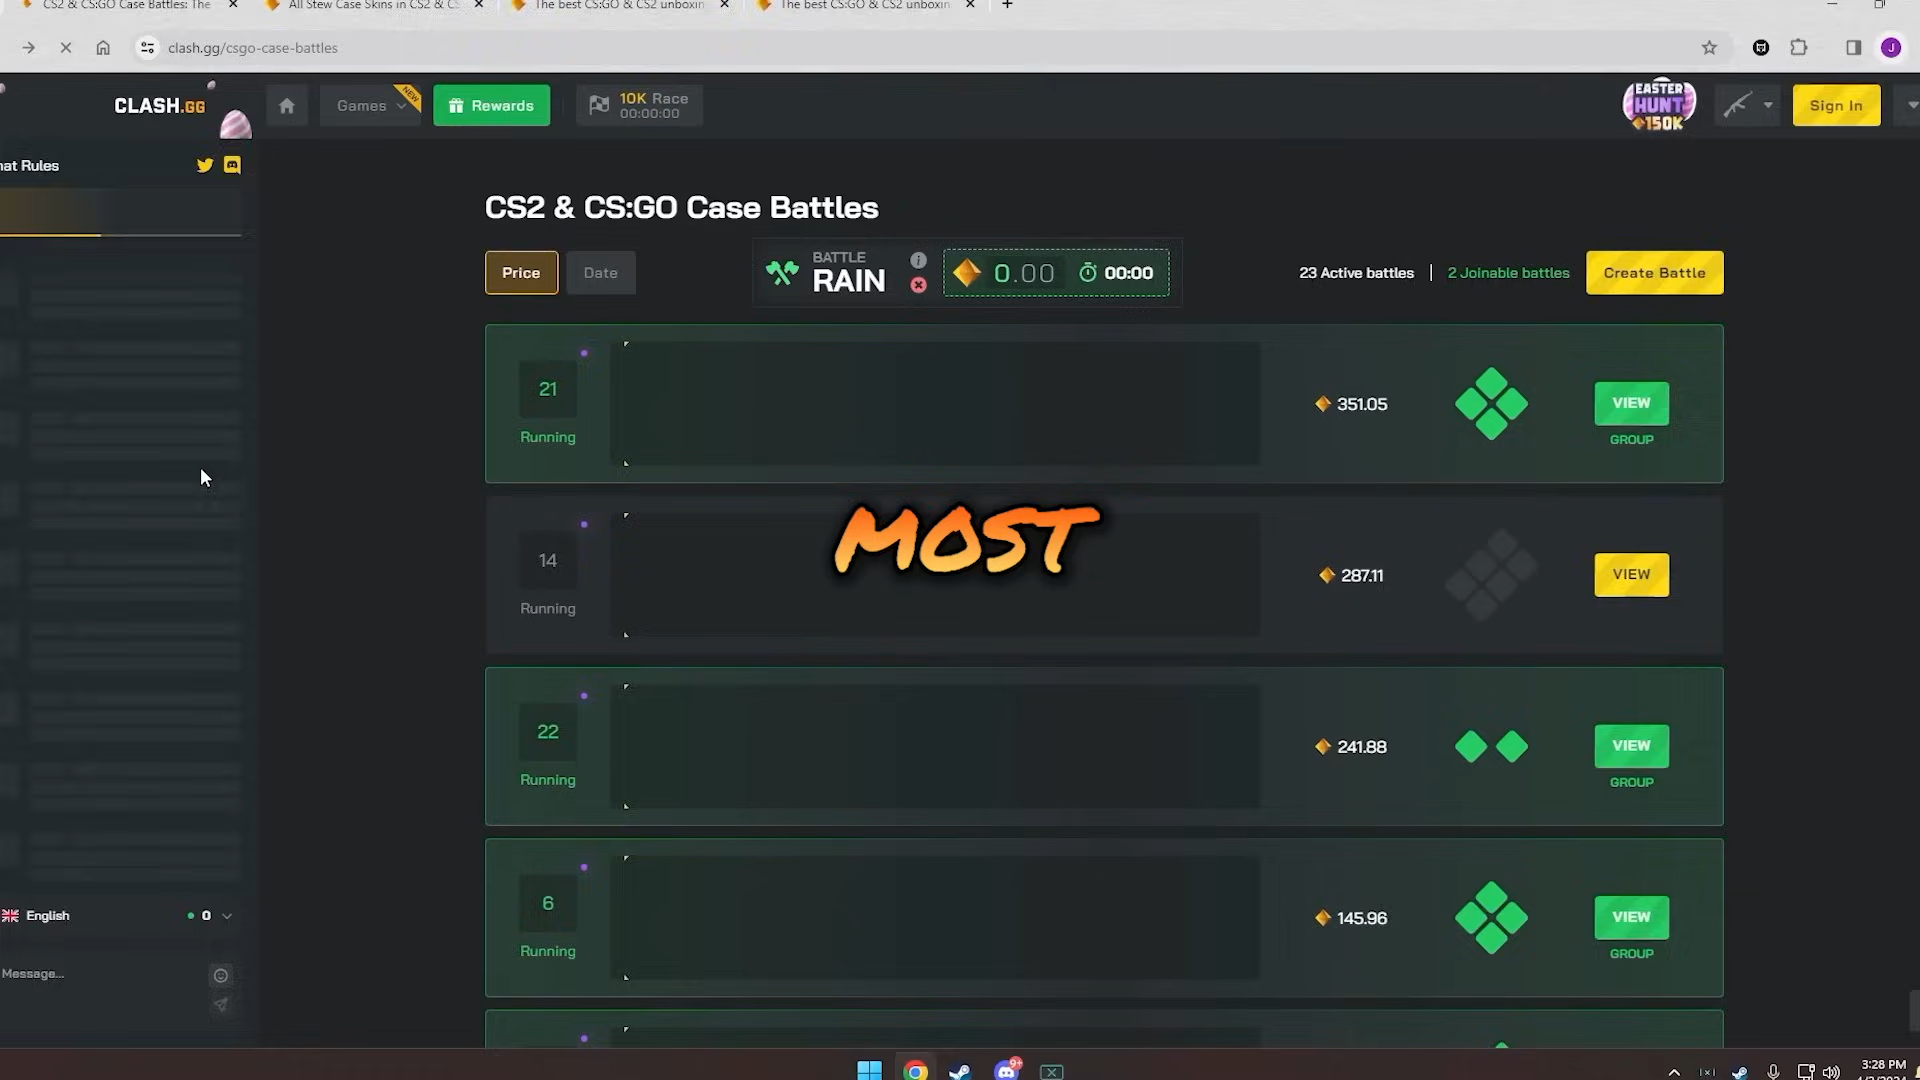 CS2 & CS:GO Case Battles: The
All Stew Case Skins in CS2 & CS
The best CS:GO & CS2 unboxin
The best CS:GO & CS2 unboxin
clash.gg/csgo-case-battles
J
CLASH.GG
Games
NEW
Rewards
10K Race
00:00:00
EASTER
HUNT
150K
Sign In
hat Rules
CS2 & CS:GO Case Battles
Price
Date
BATTLE
RAIN
0.00
00:00
23 Active battles
2 Joinable battles
Create Battle
21
Running
351.05
VIEW
GROUP
MOST
14
Running
287.11
VIEW
22
Running
241.88
VIEW
GROUP
6
Running
145.96
VIEW
GROUP
English
0
Message...
9+
3:28 PM